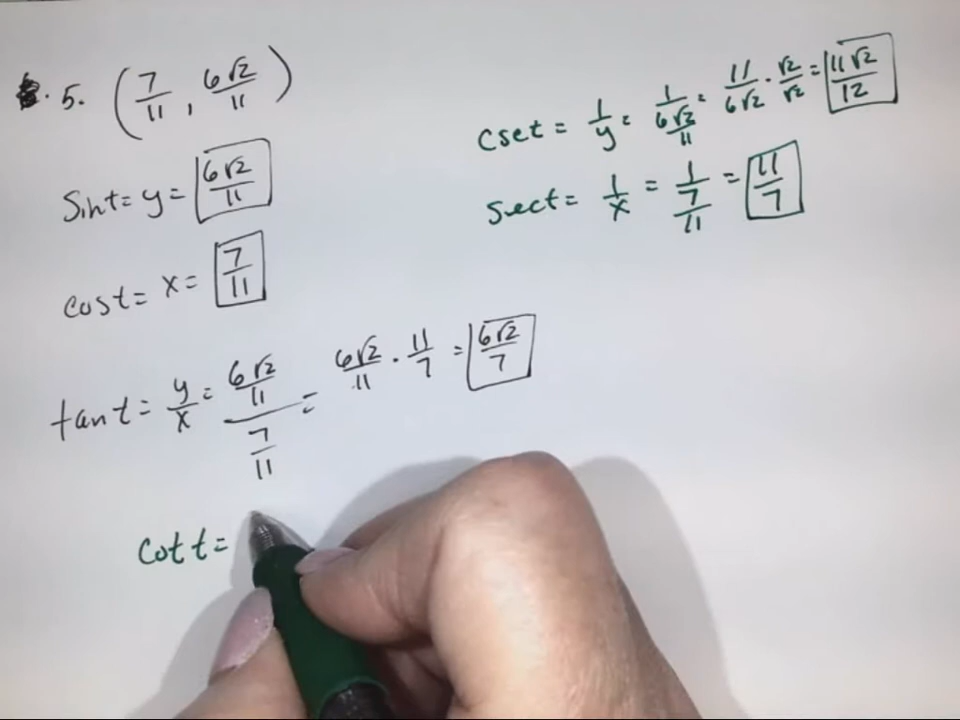 5. (7/11, 6√2/11)
sint = y = 6√2/11
cost = x = 7/11
tant = y/x = (6√2/11)/(7/11) = 6√2/11 · 11/7 = 6√2/7
cott =
cset = 1/y = 1/(6√2/11) = 11/6√2 · √2/√2 = 11√2/12
sect = 1/x = 1/(7/11) = 11/7